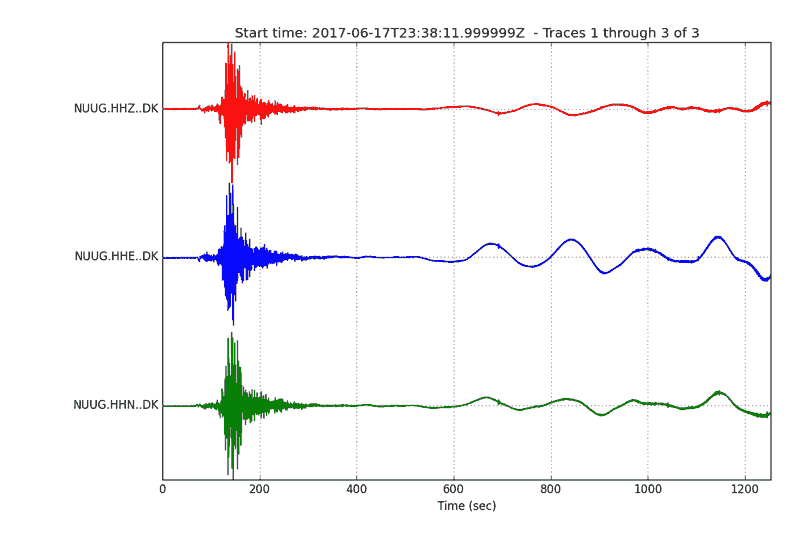 Start time: 2017-06-17T23:38:11.999999Z  - Traces 1 through 3 of 3
NUUG.HHZ..DK
NUUG.HHE..DK
NUUG.HHN..DK
0 200 400 600 800 1000 1200
Time (sec)